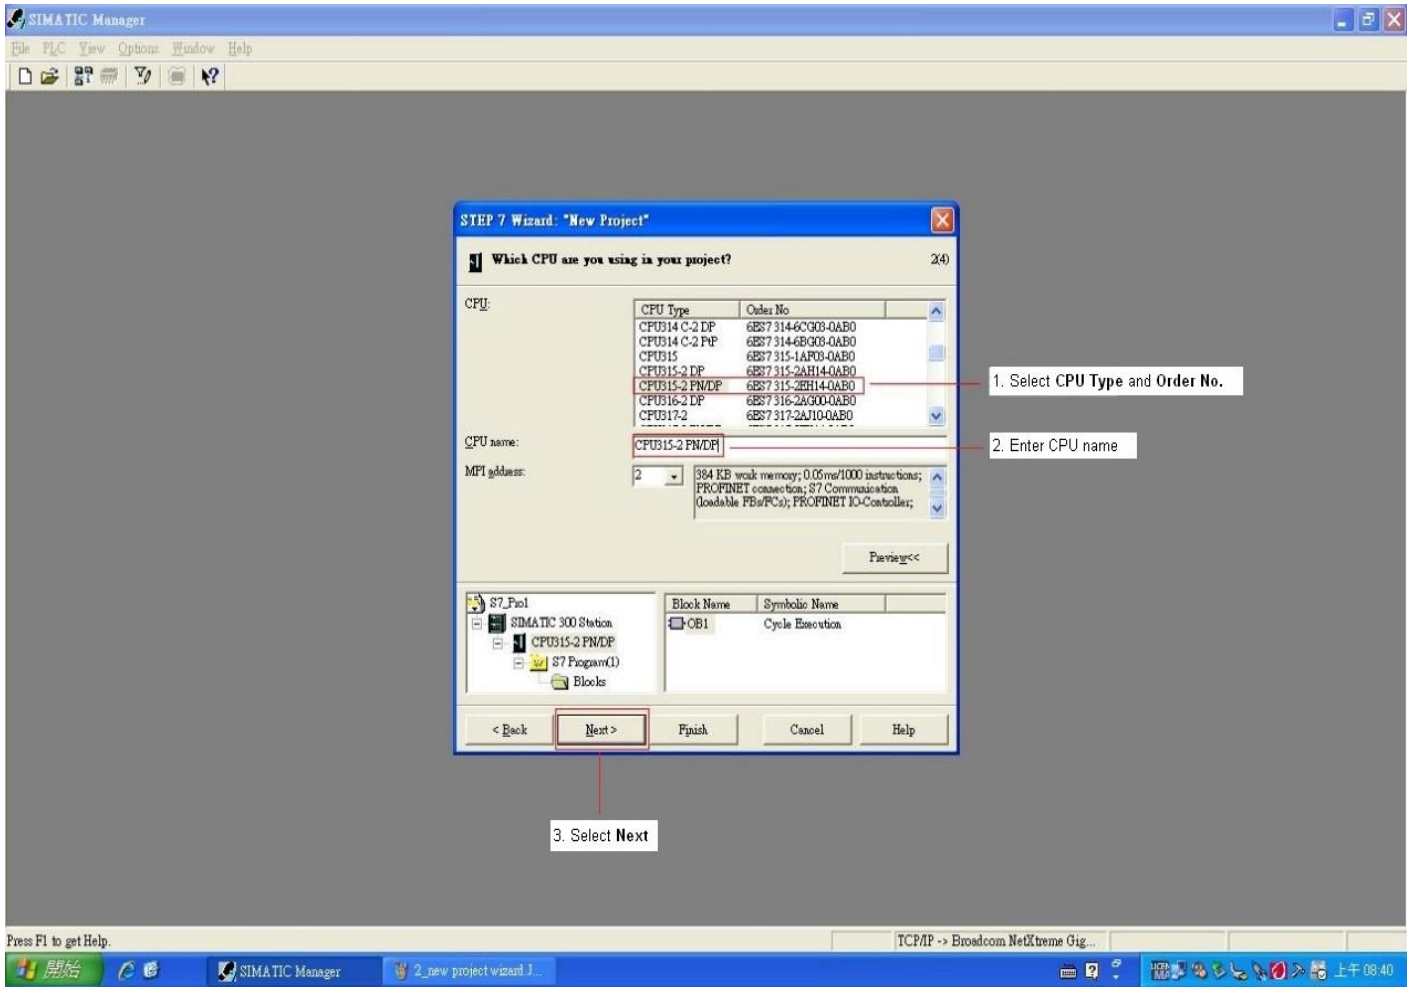 SIMATIC Manager
File PLC View Options Window Help
STEP 7 Wizard: "New Project"
Which CPU are you using in your project? 2(4)
CPU:
CPU Type Order No
CPU314 C-2 DP 6ES7 314-6CG03-0AB0
CPU314 C-2 PtP 6ES7 314-6BG03-0AB0
CPU315 6ES7 315-1AF03-0AB0
CPU315-2 DP 6ES7 315-2AH14-0AB0
CPU315-2 PN/DP 6ES7 315-2EH14-0AB0
CPU316-2 DP 6ES7 316-2AG00-0AB0
CPU317-2 6ES7 317-2AJ10-0AB0
1. Select CPU Type and Order No.
CPU name: CPU315-2 PN/DP
2. Enter CPU name
MPI address: 2
384 KB work memory; 0.05ms/1000 instructions;
PROFINET connection; S7 Communication
(loadable FBs/FCs); PROFINET IO-Controller;
Preview<<
S7_Pro1
SIMATIC 300 Station
CPU315-2 PN/DP
S7 Program(1)
Blocks
Block Name Symbolic Name
OB1 Cycle Execution
< Back Next > Finish Cancel Help
3. Select Next
Press F1 to get Help.
TCP/IP -> Broadcom NetXtreme Gig...
開始 SIMATIC Manager 2_new project wizard J... 上午 08:40